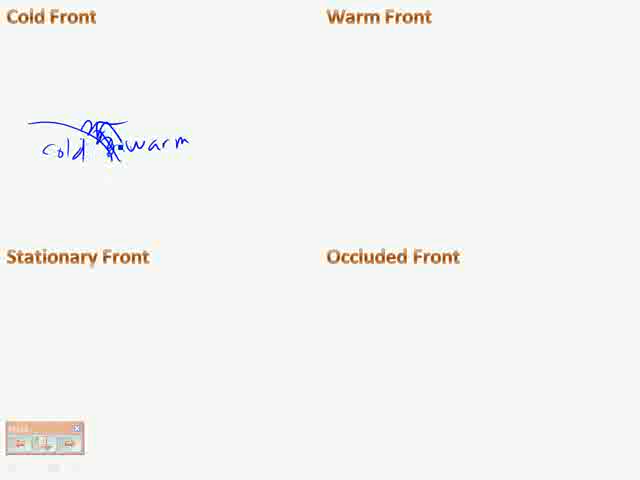 Cold Front
Warm Front
cold warm
Stationary Front
Occluded Front